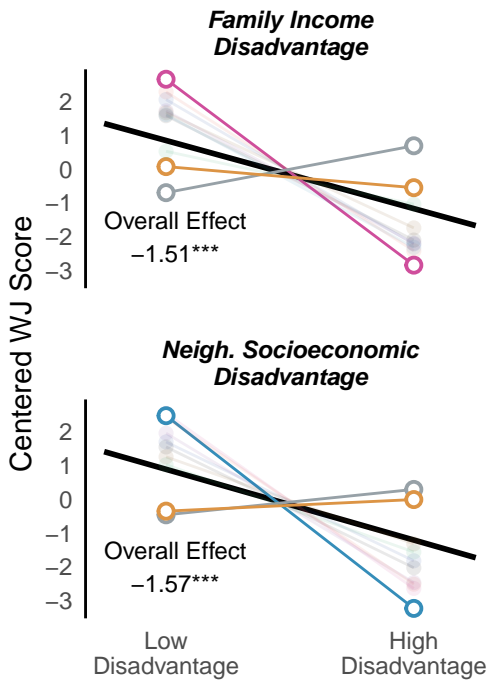 Family Income
Disadvantage
2
1
0
−1
−2
−3
Overall Effect
−1.51***
Centered WJ Score
Neigh. Socioeconomic
Disadvantage
2
1
0
−1
−2
−3
Overall Effect
−1.57***
Low
Disadvantage
High
Disadvantage